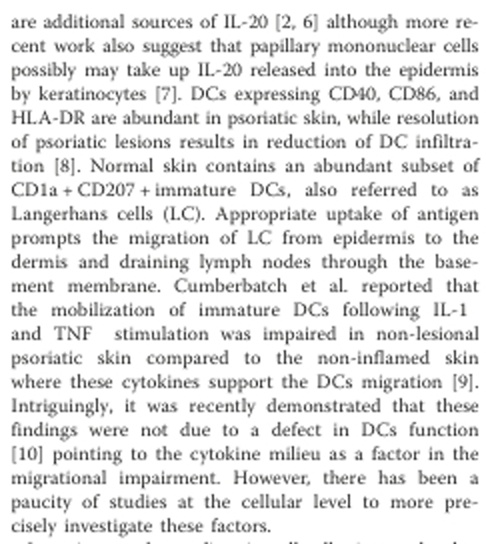 are additional sources of IL-20 [2, 6] although more re-
cent work also suggest that papillary mononuclear cells
possibly may take up IL-20 released into the epidermis
by keratinocytes [7]. DCs expressing CD40, CD86, and
HLA-DR are abundant in psoriatic skin, while resolution
of psoriatic lesions results in reduction of DC infiltra-
tion [8]. Normal skin contains an abundant subset of
CD1a + CD207 + immature DCs, also referred to as
Langerhans cells (LC). Appropriate uptake of antigen
prompts the migration of LC from epidermis to the
dermis and draining lymph nodes through the base-
ment membrane. Cumberbatch et al. reported that
the mobilization of immature DCs following IL-1
and TNF stimulation was impaired in non-lesional
psoriatic skin compared to the non-inflamed skin
where these cytokines support the DCs migration [9].
Intriguingly, it was recently demonstrated that these
findings were not due to a defect in DCs function
[10] pointing to the cytokine milieu as a factor in the
migrational impairment. However, there has been a
paucity of studies at the cellular level to more pre-
cisely investigate these factors.